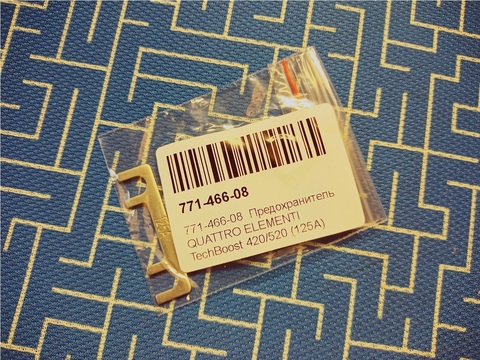 771-466-08
771-466-08 Предохранитель
QUATTRO ELEMENTI
TechBoost 420/520 (125A)